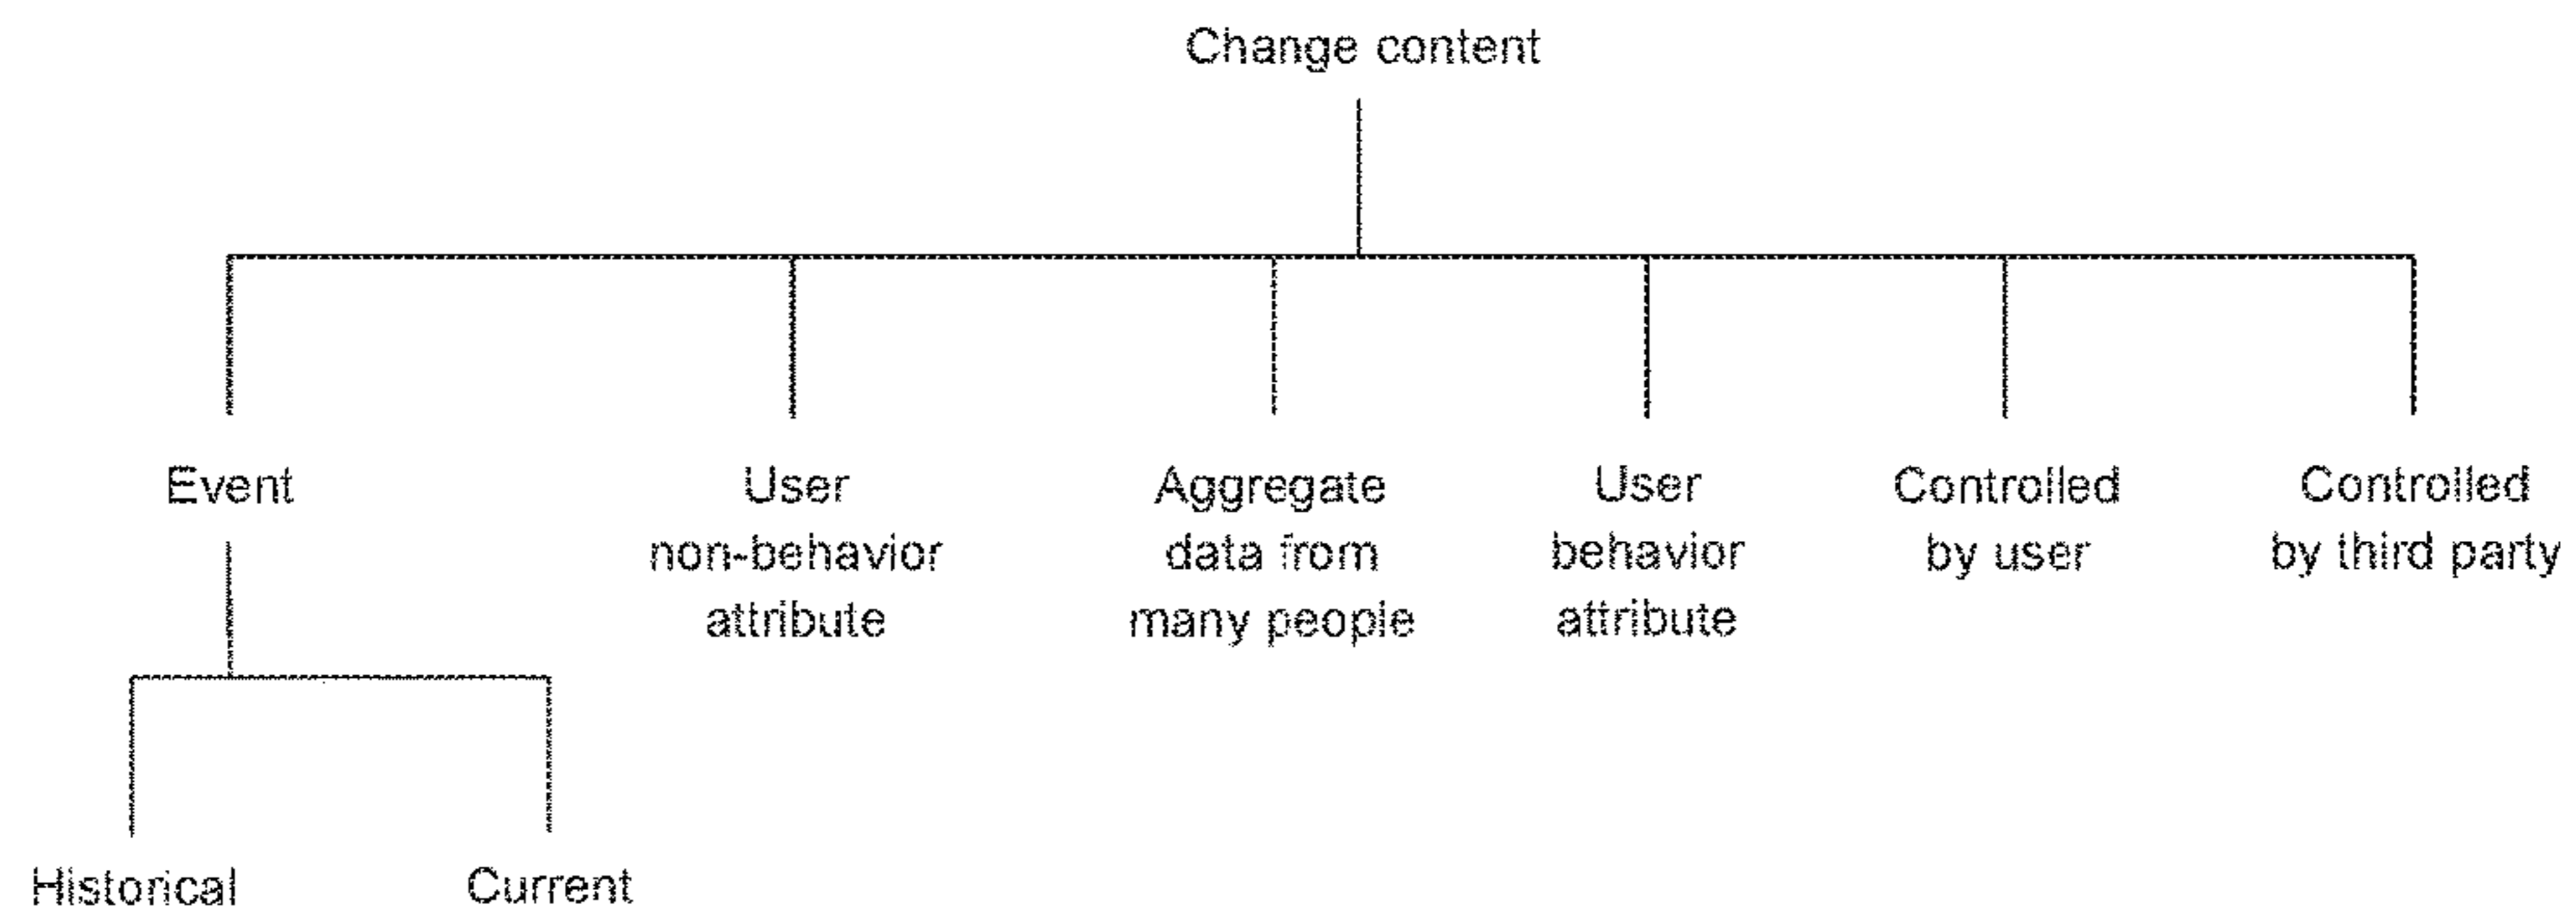 Change content
Event
User
non-behavior
attribute
Aggregate
data from
many people
User
behavior
attribute
Controlled
by user
Controlled
by third party
Historical
Current